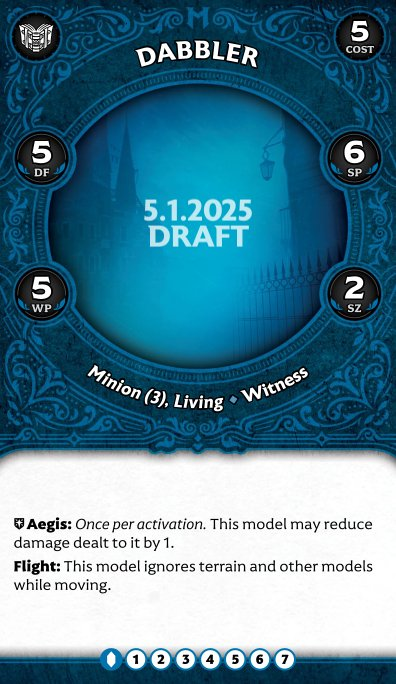 DABBLER
5
COST
5
DF
6
SP
5.1.2025
DRAFT
5
WP
2
SZ
Minion (3), Living • Witness
Aegis: Once per activation. This model may reduce
damage dealt to it by 1.
Flight: This model ignores terrain and other models
while moving.
1 2 3 4 5 6 7